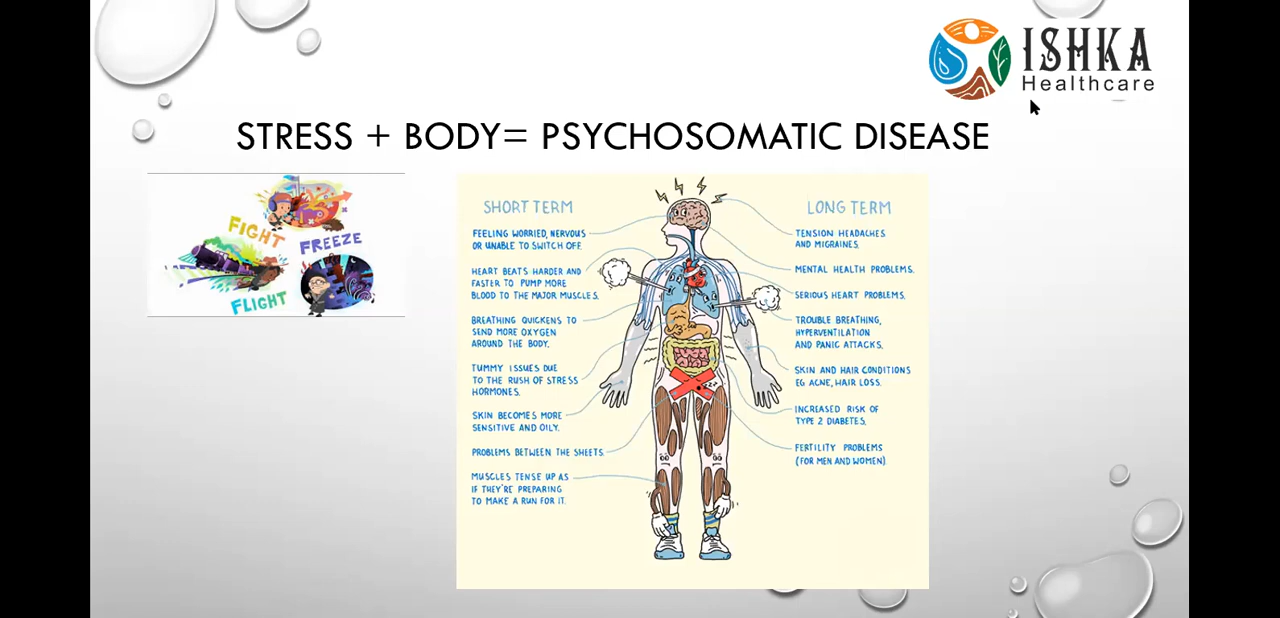 ISHKA
Healthcare
STRESS + BODY= PSYCHOSOMATIC DISEASE
FIGHT
FREEZE
FLIGHT
SHORT TERM
FEELING WORRIED, NERVOUS
OR UNABLE TO SWITCH OFF.
HEART BEATS HARDER AND
FASTER TO PUMP MORE
BLOOD TO THE MAJOR MUSCLES.
BREATHING QUICKENS TO
SEND MORE OXYGEN
AROUND THE BODY.
TUMMY ISSUES DUE
TO THE RUSH OF STRESS
HORMONES.
SKIN BECOMES MORE
SENSITIVE AND OILY.
PROBLEMS BETWEEN THE SHEETS.
MUSCLES TENSE UP AS
IF THEY'RE PREPARING
TO MAKE A RUN FOR IT.
LONG TERM
TENSION HEADACHES
AND MIGRAINES.
MENTAL HEALTH PROBLEMS.
SERIOUS HEART PROBLEMS.
TROUBLE BREATHING,
HYPERVENTILATION
AND PANIC ATTACKS.
SKIN AND HAIR CONDITIONS
EG ACNE, HAIR LOSS.
INCREASED RISK OF
TYPE 2 DIABETES.
FERTILITY PROBLEMS
(FOR MEN AND WOMEN)